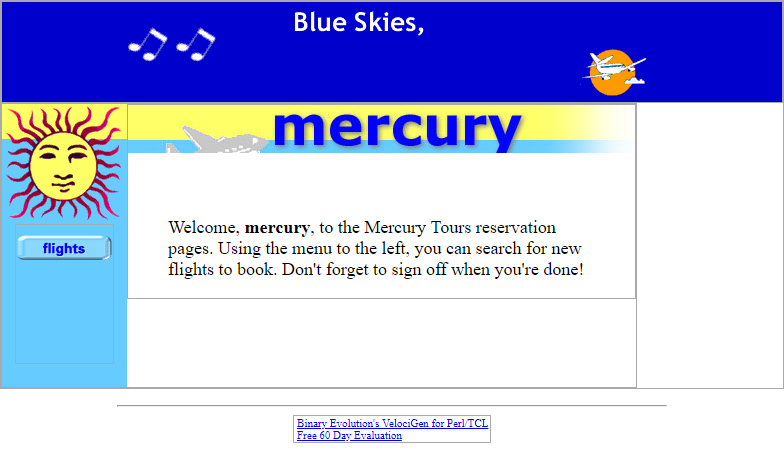 Blue Skies,
mercury
flights
Welcome, mercury, to the Mercury Tours reservation
pages. Using the menu to the left, you can search for new
flights to book. Don't forget to sign off when you're done!
Binary Evolution's VelociGen for Perl/TCL
Free 60 Day Evaluation